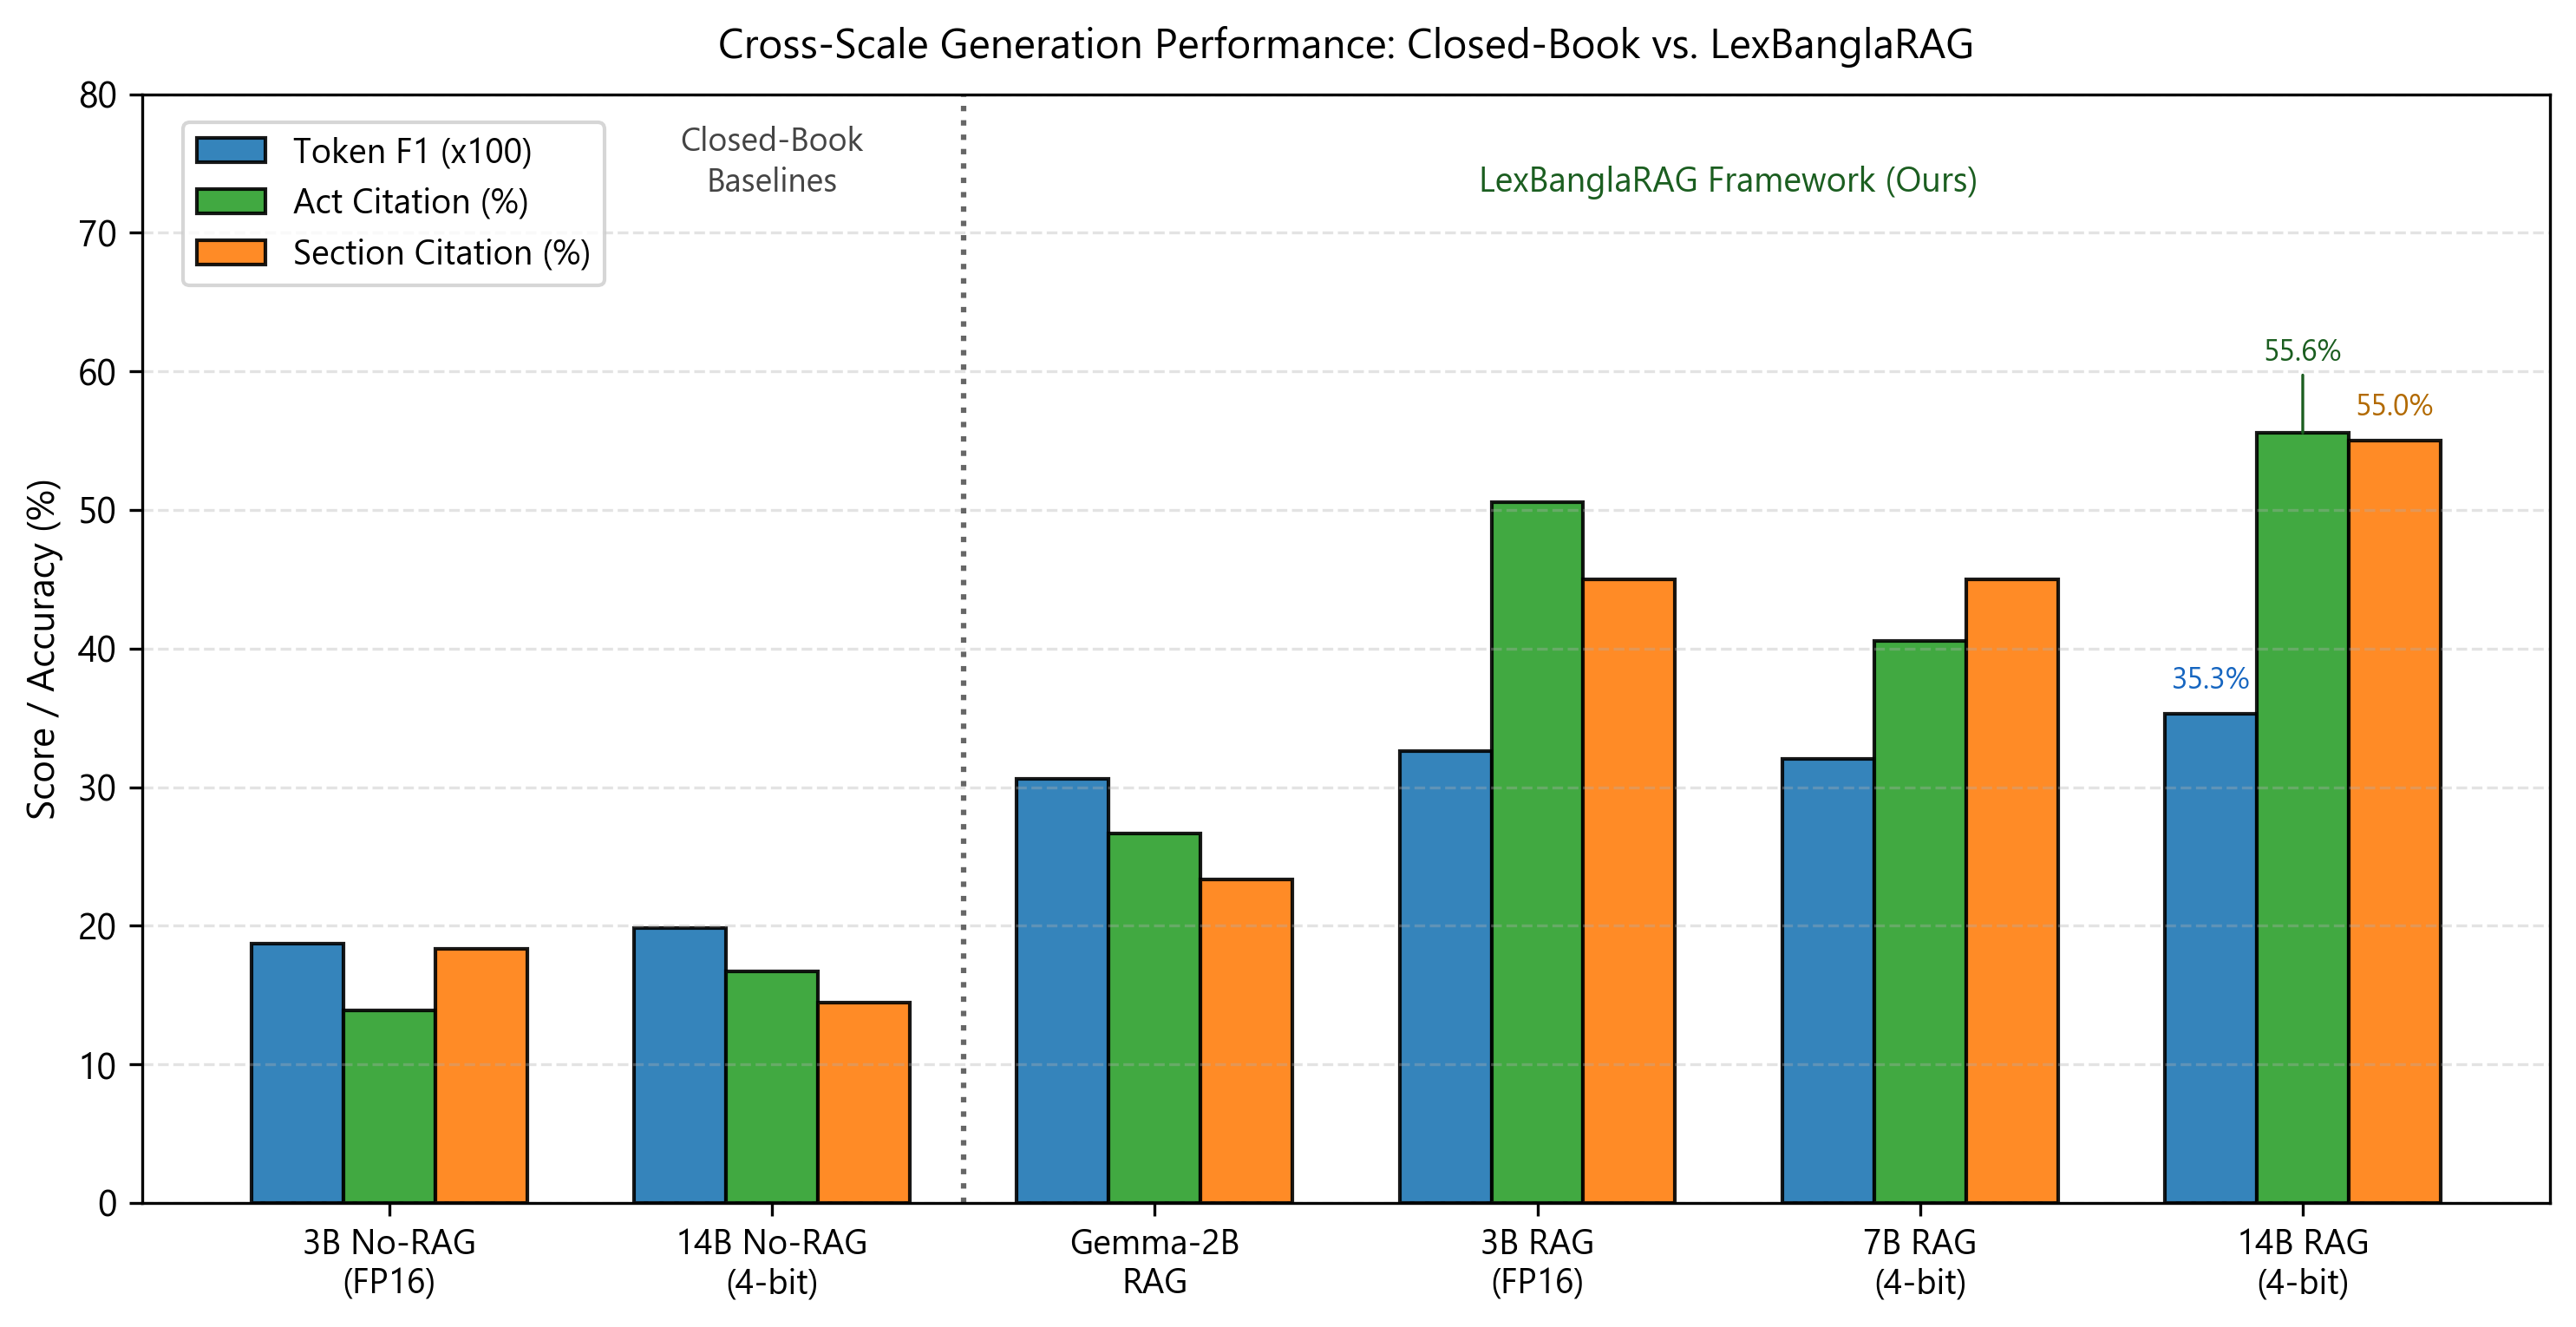 Cross-Scale Generation Performance: Closed-Book vs. LexBanglaRAG
Score / Accuracy (%)
80
70
60
50
40
30
20
10
0
Token F1 (x100)
Act Citation (%)
Section Citation (%)
Closed-Book
Baselines
LexBanglaRAG Framework (Ours)
55.6%
55.0%
35.3%
3B No-RAG
(FP16)
14B No-RAG
(4-bit)
Gemma-2B
RAG
3B RAG
(FP16)
7B RAG
(4-bit)
14B RAG
(4-bit)